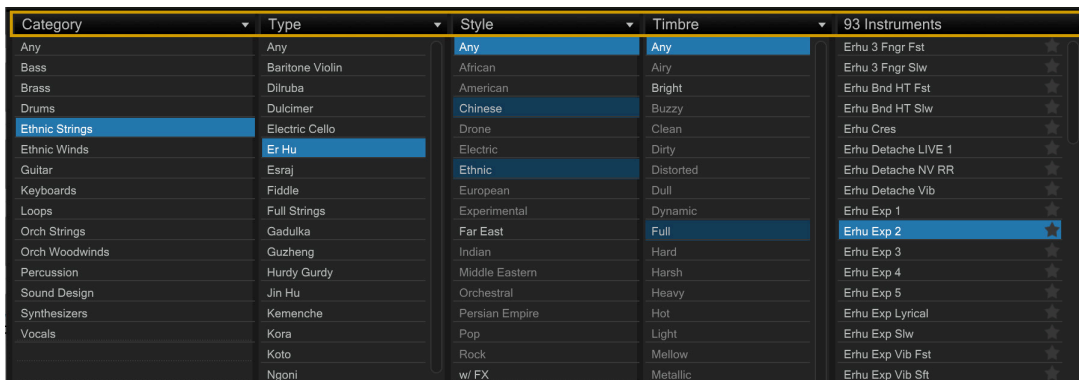 Category Type Style Timbre 93 Instruments
Any Any Any Any Erhu 3 Fngr Fst
Bass Baritone Violin African Airy Erhu 3 Fngr Slw
Brass Dilruba American Bright Erhu Bnd HT Fst
Drums Dulcimer Chinese Buzzy Erhu Bnd HT Slw
Ethnic Strings Electric Cello Drone Clean Erhu Cres
Ethnic Winds Er Hu Electric Dirty Erhu Detache LIVE 1
Guitar Esraj Ethnic Distorted Erhu Detache NV RR
Keyboards Fiddle European Dull Erhu Detache Vib
Loops Full Strings Experimental Dynamic Erhu Exp 1
Orch Strings Gadulka Far East Full Erhu Exp 2
Orch Woodwinds Guzheng Indian Hard Erhu Exp 3
Percussion Hurdy Gurdy Middle Eastern Harsh Erhu Exp 4
Sound Design Jin Hu Orchestral Heavy Erhu Exp 5
Synthesizers Kemenche Persian Empire Hot Erhu Exp Lyrical
Vocals Kora Pop Light Erhu Exp Slw
Koto Rock Mellow Erhu Exp Vib Fst
Ngoni w/ FX Metallic Erhu Exp Vib Sft